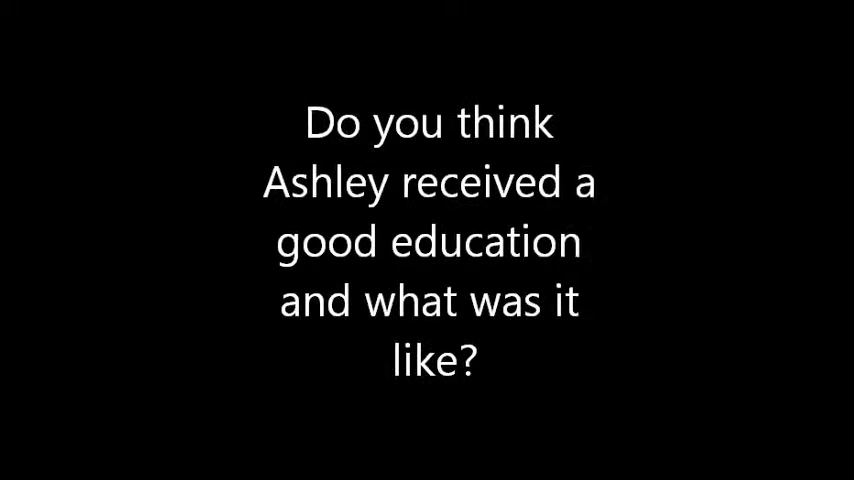 Do you think
Ashley received a
good education
and what was it
like?